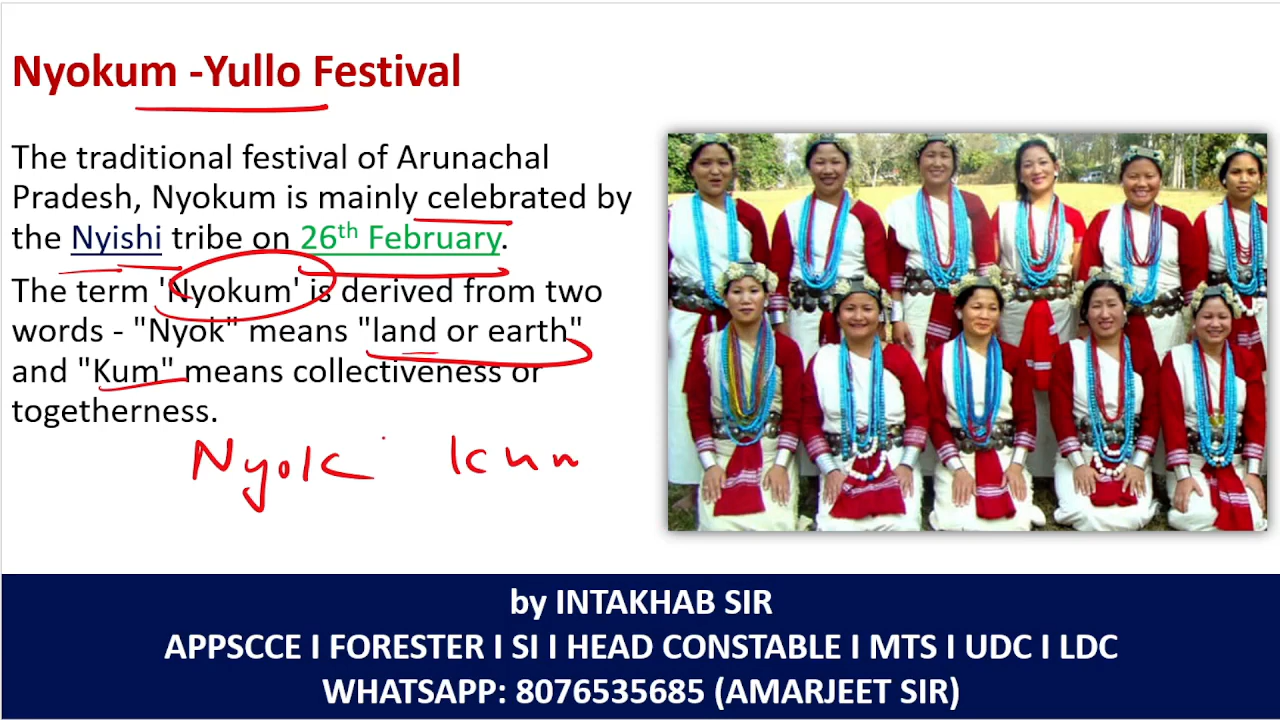 Nyokum -Yullo Festival
The traditional festival of Arunachal
Pradesh, Nyokum is mainly celebrated by
the Nyishi tribe on 26th February.
The term 'Nyokum' is derived from two
words - "Nyok" means "land or earth"
and "Kum" means collectiveness or
togetherness.
Nyok kum
by INTAKHAB SIR
APPSCCE I FORESTER I SI I HEAD CONSTABLE I MTS I UDC I LDC
WHATSAPP: 8076535685 (AMARJEET SIR)